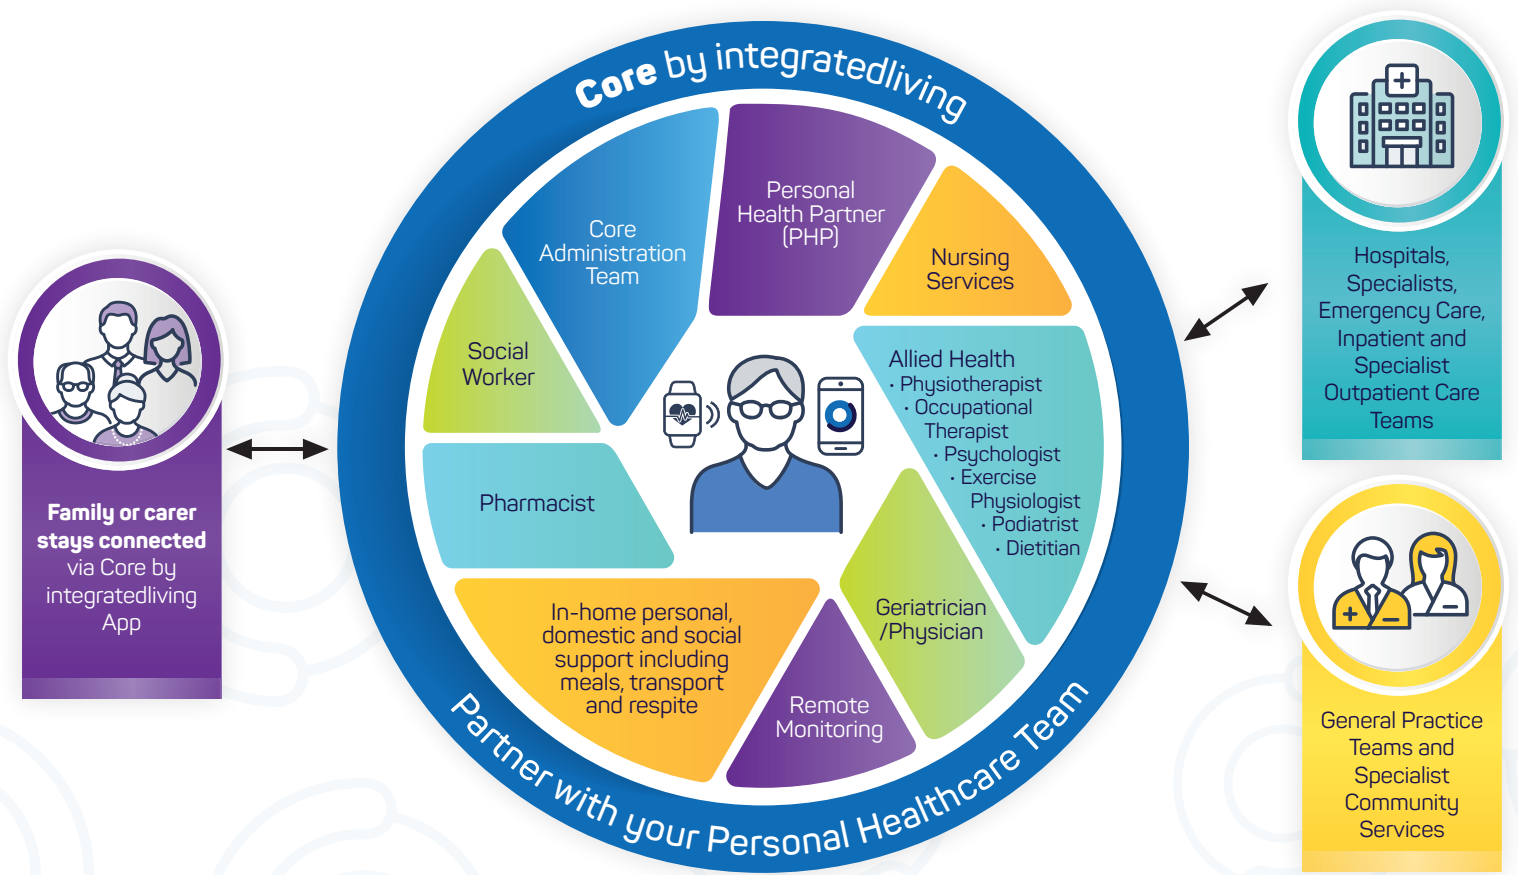 Core by integratedliving
Core
Administration
Team
Personal
Health Partner
(PHP)
Nursing
Services
Allied Health
· Physiotherapist
· Occupational
Therapist
· Psychologist
· Exercise
Physiologist
· Podiatrist
· Dietitian
Geriatrician
/Physician
Remote
Monitoring
In-home personal,
domestic and social
support including
meals, transport
and respite
Pharmacist
Social
Worker
Partner with your Personal Healthcare Team
Family or carer
stays connected
via Core by
integratedliving
App
Hospitals,
Specialists,
Emergency Care,
Inpatient and
Specialist
Outpatient Care
Teams
General Practice
Teams and
Specialist
Community
Services